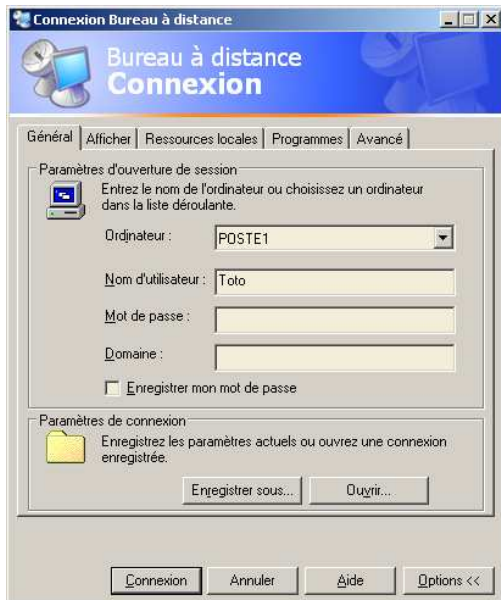 Connexion Bureau à distance
Bureau à distance
Connexion
Général Afficher Ressources locales Programmes Avancé
Paramètres d'ouverture de session
Entrez le nom de l'ordinateur ou choisissez un ordinateur
dans la liste déroulante.
Ordinateur : POSTE1
Nom d'utilisateur : Toto
Mot de passe :
Domaine :
Enregistrer mon mot de passe
Paramètres de connexion
Enregistrez les paramètres actuels ou ouvrez une connexion
enregistrée.
Enregistrer sous... Ouvrir...
Connexion Annuler Aide Options <<